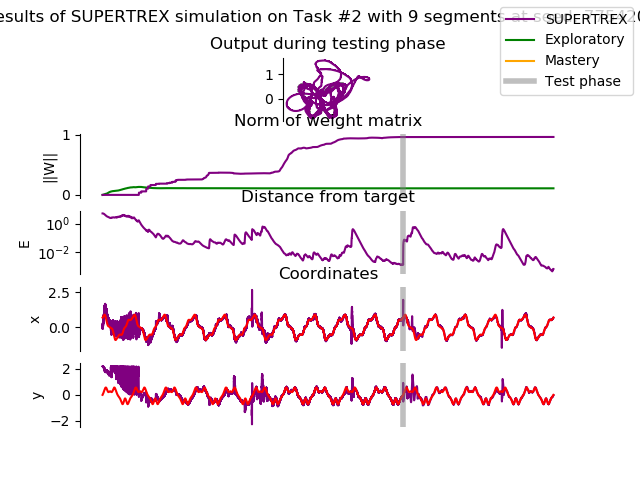 esults of SUPERTREX simulation on Task #2 with 9 segments at seed
SUPERTREX
Exploratory
Mastery
Test phase
Output during testing phase
1
0
Norm of weight matrix
1
0
||W||
Distance from target
10⁰
10⁻²
E
Coordinates
2.5
0.0
x
2
0
−2
y